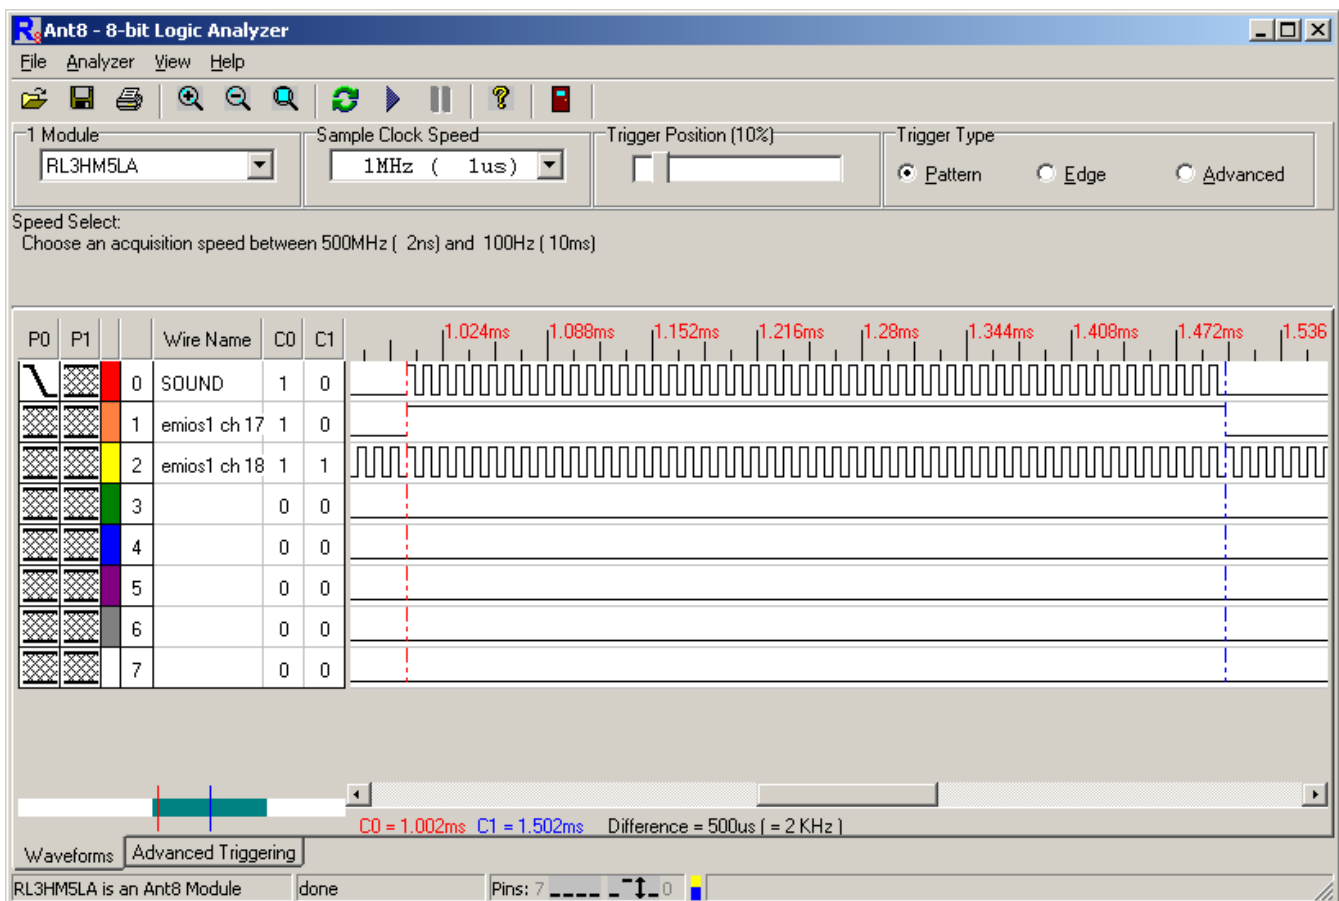 Ant8 - 8-bit Logic Analyzer
File Analyzer View Help
1 Module Sample Clock Speed Trigger Position (10%) Trigger Type
RL3HM5LA 1MHz ( 1us) Pattern Edge Advanced
Speed Select:
Choose an acquisition speed between 500MHz ( 2ns) and 100Hz ( 10ms)
P0 P1 Wire Name C0 C1 1.024ms 1.088ms 1.152ms 1.216ms 1.28ms 1.344ms 1.408ms 1.472ms 1.536
0 SOUND 1 0
1 emios1 ch 17 1 0
2 emios1 ch 18 1 1
3 0 0
4 0 0
5 0 0
6 0 0
7 0 0
C0 = 1.002ms C1 = 1.502ms Difference = 500us ( = 2 KHz )
Waveforms Advanced Triggering
RL3HM5LA is an Ant8 Module done Pins: 7 0